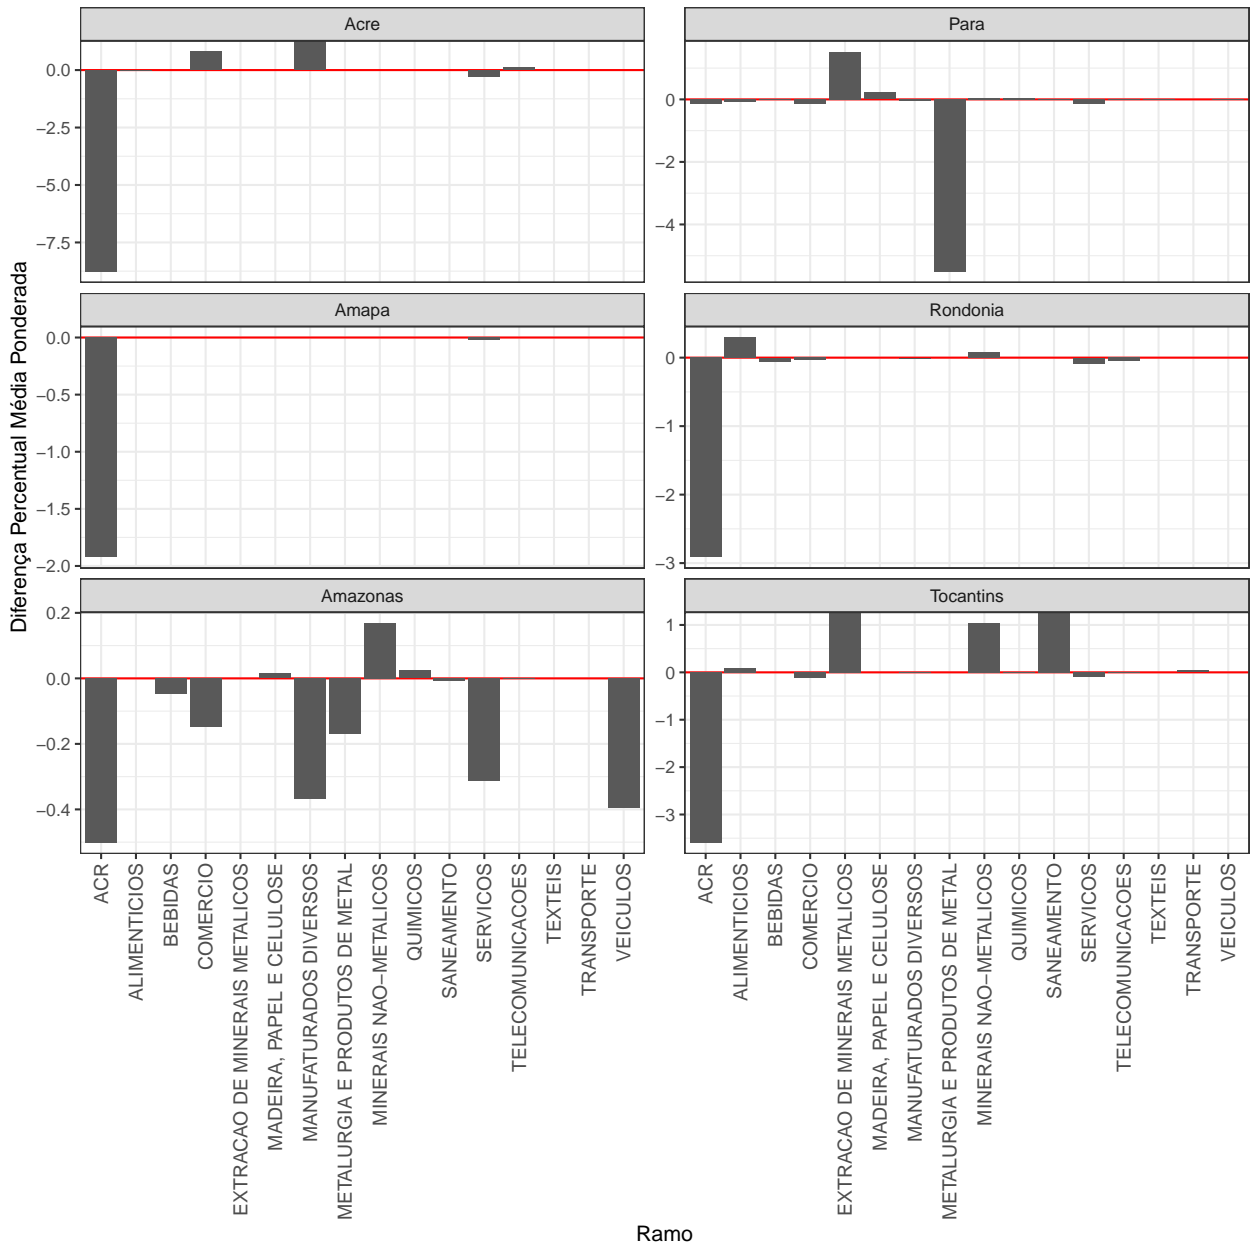 Acre
0.0
−2.5
−5.0
−7.5
Para
0
−2
−4
Amapa
0.0
−0.5
−1.0
−1.5
−2.0
Rondonia
0
−1
−2
−3
Amazonas
0.2
0.0
−0.2
−0.4
Tocantins
1
0
−1
−2
−3
Diferença Percentual Média Ponderada
ACR
ALIMENTICIOS
BEBIDAS
COMERCIO
EXTRACAO DE MINERAIS METALICOS
MADEIRA, PAPEL E CELULOSE
MANUFATURADOS DIVERSOS
METALURGIA E PRODUTOS DE METAL
MINERAIS NAO−METALICOS
QUIMICOS
SANEAMENTO
SERVICOS
TELECOMUNICACOES
TEXTEIS
TRANSPORTE
VEICULOS
ACR
ALIMENTICIOS
BEBIDAS
COMERCIO
EXTRACAO DE MINERAIS METALICOS
MADEIRA, PAPEL E CELULOSE
MANUFATURADOS DIVERSOS
METALURGIA E PRODUTOS DE METAL
MINERAIS NAO−METALICOS
QUIMICOS
SANEAMENTO
SERVICOS
TELECOMUNICACOES
TEXTEIS
TRANSPORTE
VEICULOS
Ramo